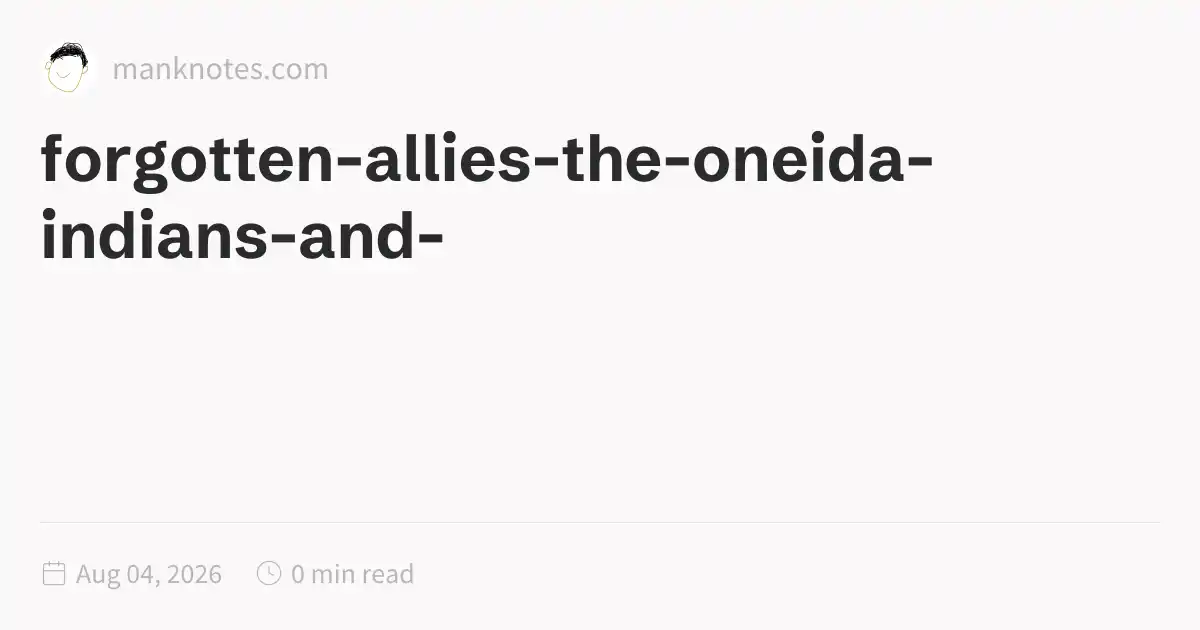 manknotes.com
forgotten-allies-the-oneida-
indians-and-
Aug 04, 2026 0 min read